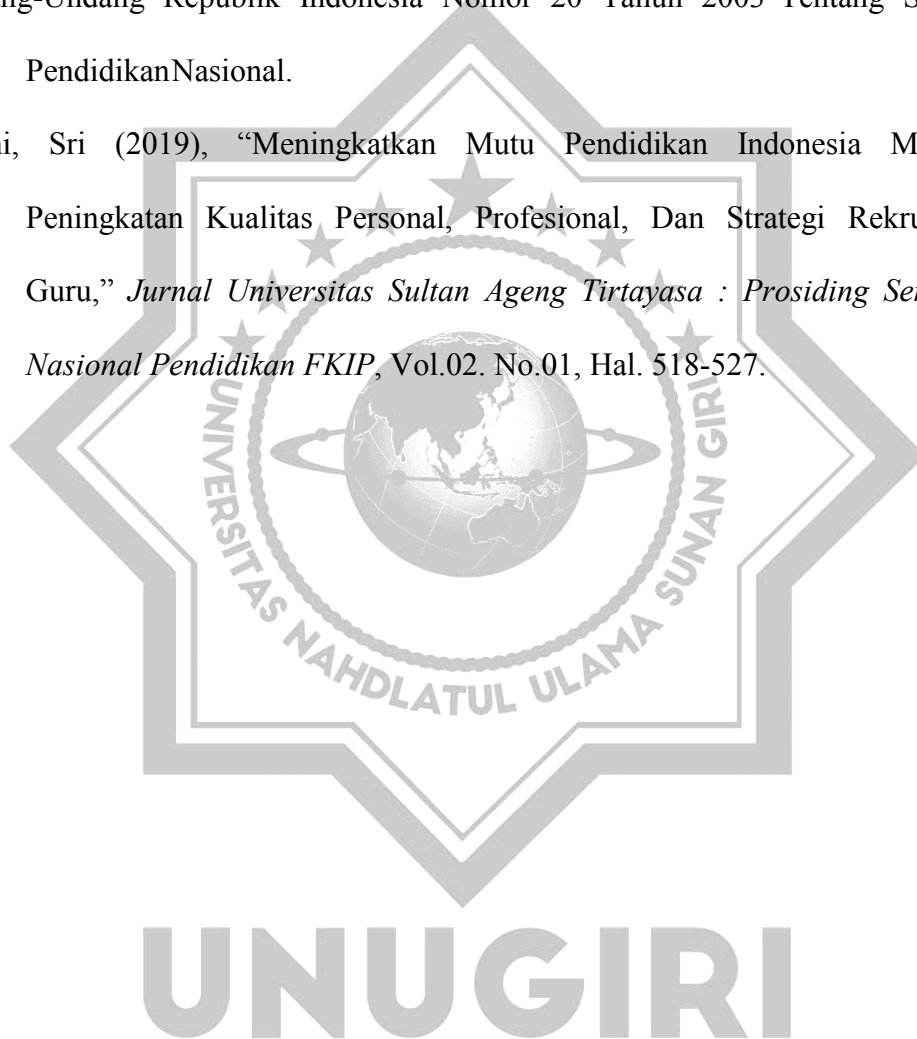 ng-Undang Republik Indonesia Nomor 20 Tahun 2003 Tentang S
PendidikanNasional.
i, Sri (2019), “Meningkatkan Mutu Pendidikan Indonesia M
Peningkatan Kualitas Personal, Profesional, Dan Strategi Rekru
Guru,” Jurnal Universitas Sultan Ageng Tirtayasa : Prosiding Se
Nasional Pendidikan FKIP, Vol.02. No.01, Hal. 518-527.
UNIVERSITAS NAHDLATUL ULAMA SUNAN GIRI
UNUGIRI